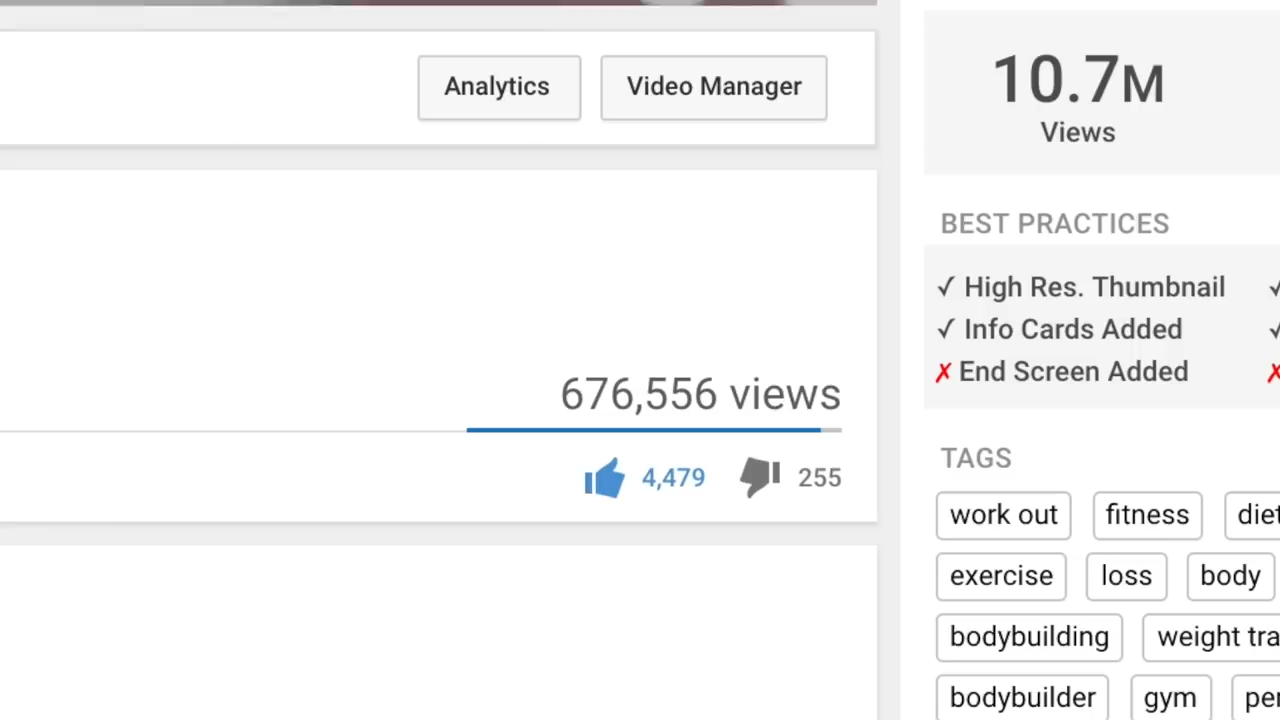 Analytics
Video Manager
676,556 views
4,479
255
10.7M
Views
BEST PRACTICES
✓ High Res. Thumbnail ✓
✓ Info Cards Added ✓
✗ End Screen Added ✗
TAGS
work out fitness
exercise loss body
bodybuilding weight
bodybuilder gym